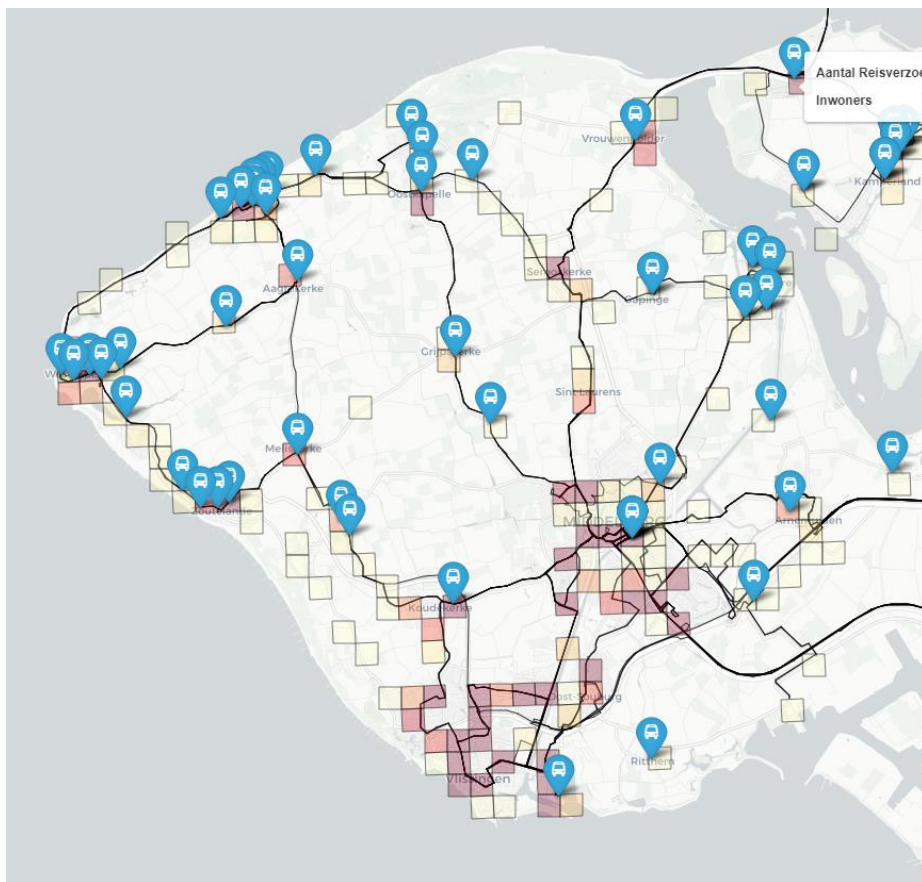 Aantal Reisverzoe
Inwoners
Vrouwenpolder
Kamperland
Oostkapelle
Serooskerke
Aagtekerke
Gapinge
Grijpskerke
Sint Laurens
Meliskerke
Zoutelande
MIDDELBURG
Arnemuiden
Koudekerke
Oost-Souburg
Ritthem
Vlissingen